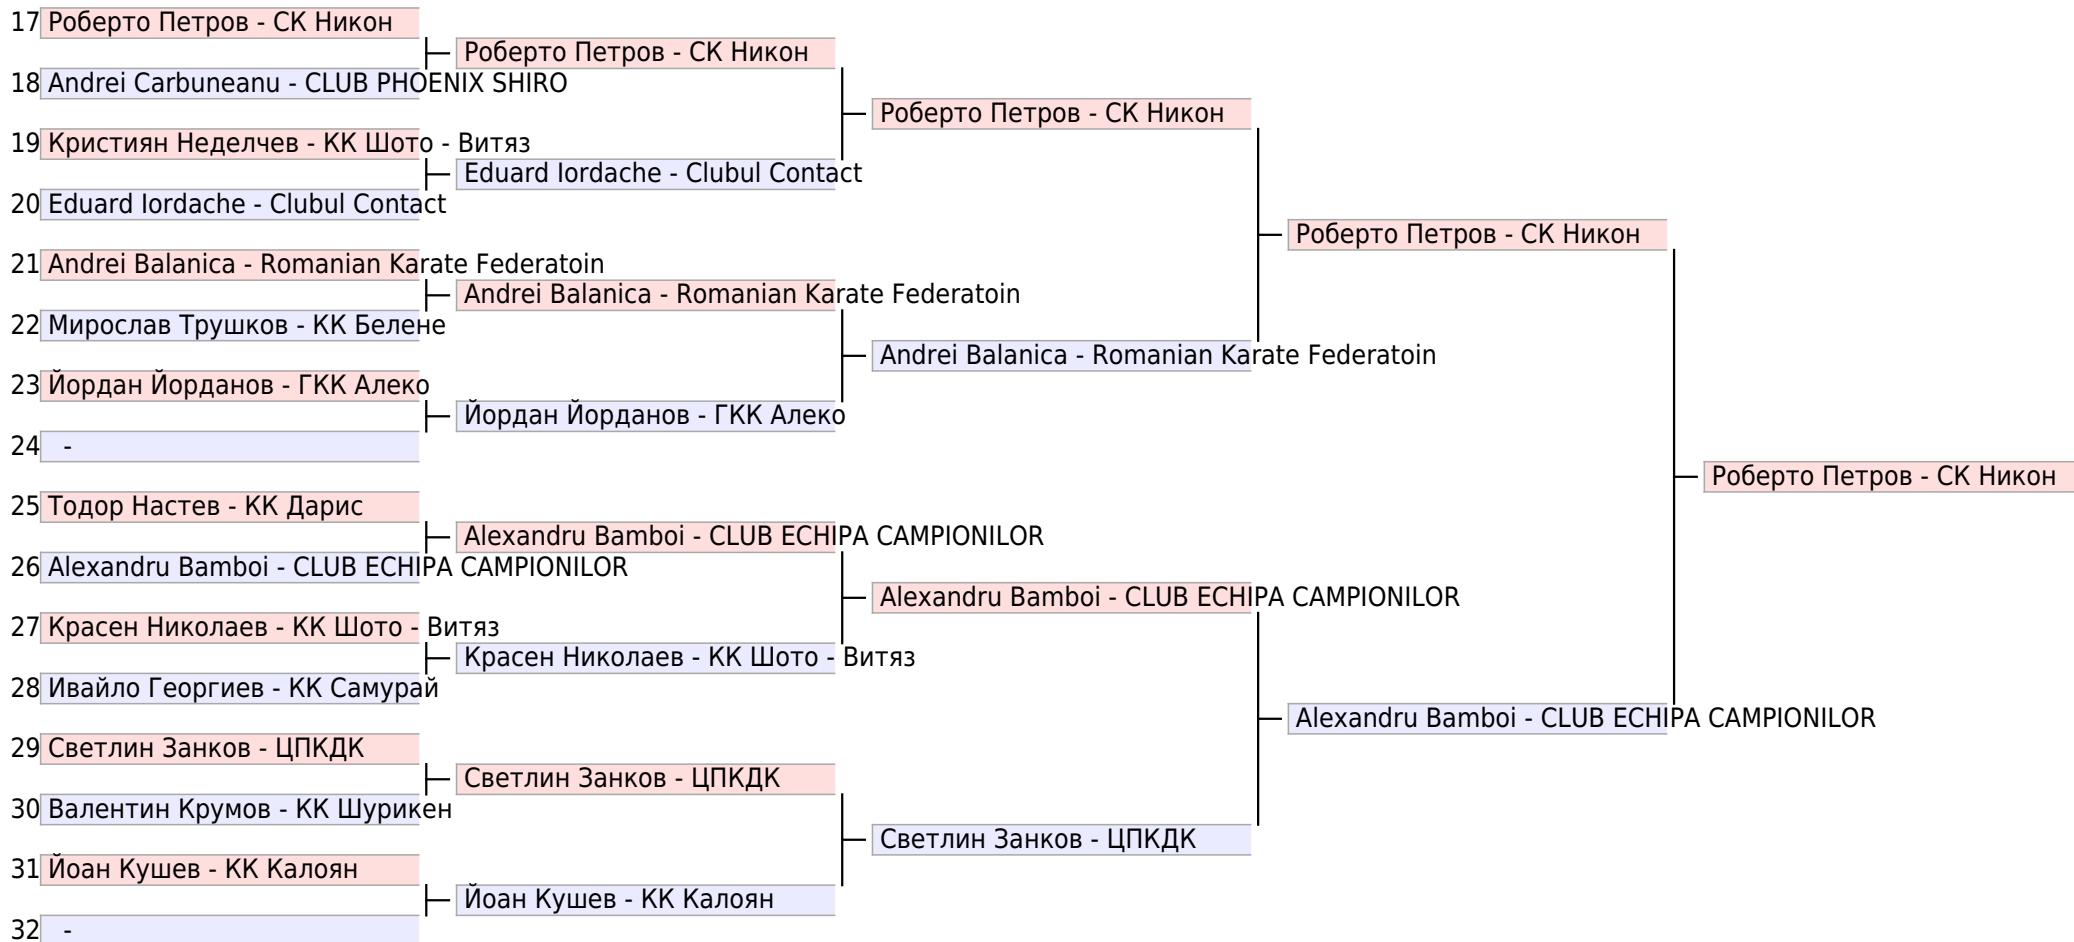 17 Роберто Петров - СК Никон
Роберто Петров - СК Никон
18 Andrei Carbuneanu - CLUB PHOENIX SHIRO
Роберто Петров - СК Никон
19 Кристиян Неделчев - КК Шото - Витяз
Eduard Iordache - Clubul Contact
20 Eduard Iordache - Clubul Contact
Роберто Петров - СК Никон
21 Andrei Balanica - Romanian Karate Federatoin
Andrei Balanica - Romanian Karate Federatoin
22 Мирослав Трушков - КК Белене
Andrei Balanica - Romanian Karate Federatoin
23 Йордан Йорданов - ГКК Алеко
Йордан Йорданов - ГКК Алеко
24 -
Роберто Петров - СК Никон
25 Тодор Настев - КК Дарис
Alexandru Bamboi - CLUB ECHIPA CAMPIONILOR
26 Alexandru Bamboi - CLUB ECHIPA CAMPIONILOR
Alexandru Bamboi - CLUB ECHIPA CAMPIONILOR
27 Красен Николаев - КК Шото - Витяз
Красен Николаев - КК Шото - Витяз
28 Ивайло Георгиев - КК Самурай
Alexandru Bamboi - CLUB ECHIPA CAMPIONILOR
29 Светлин Занков - ЦПКДК
Светлин Занков - ЦПКДК
30 Валентин Крумов - КК Шурикен
Светлин Занков - ЦПКДК
31 Йоан Кушев - КК Калоян
Йоан Кушев - КК Калоян
32 -